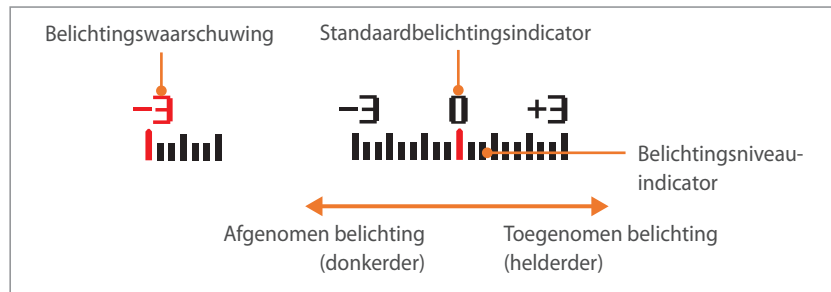 Belichtingswaarschuwing
Standaardbelichtingsindicator
-3
-3 0 +3
Belichtingsniveau-
indicator
Afgenomen belichting
(donkerder)
Toegenomen belichting
(helderder)